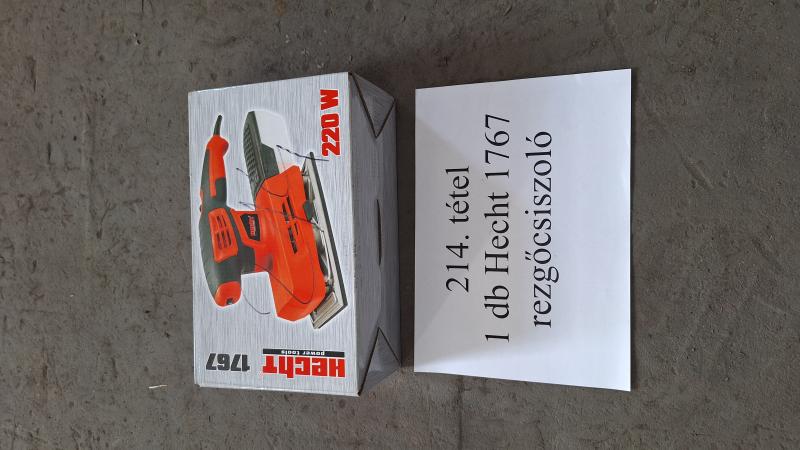 HECHT
power tools
1767
220 W
214. tétel
1 db Hecht 1767
rezgőcsiszoló